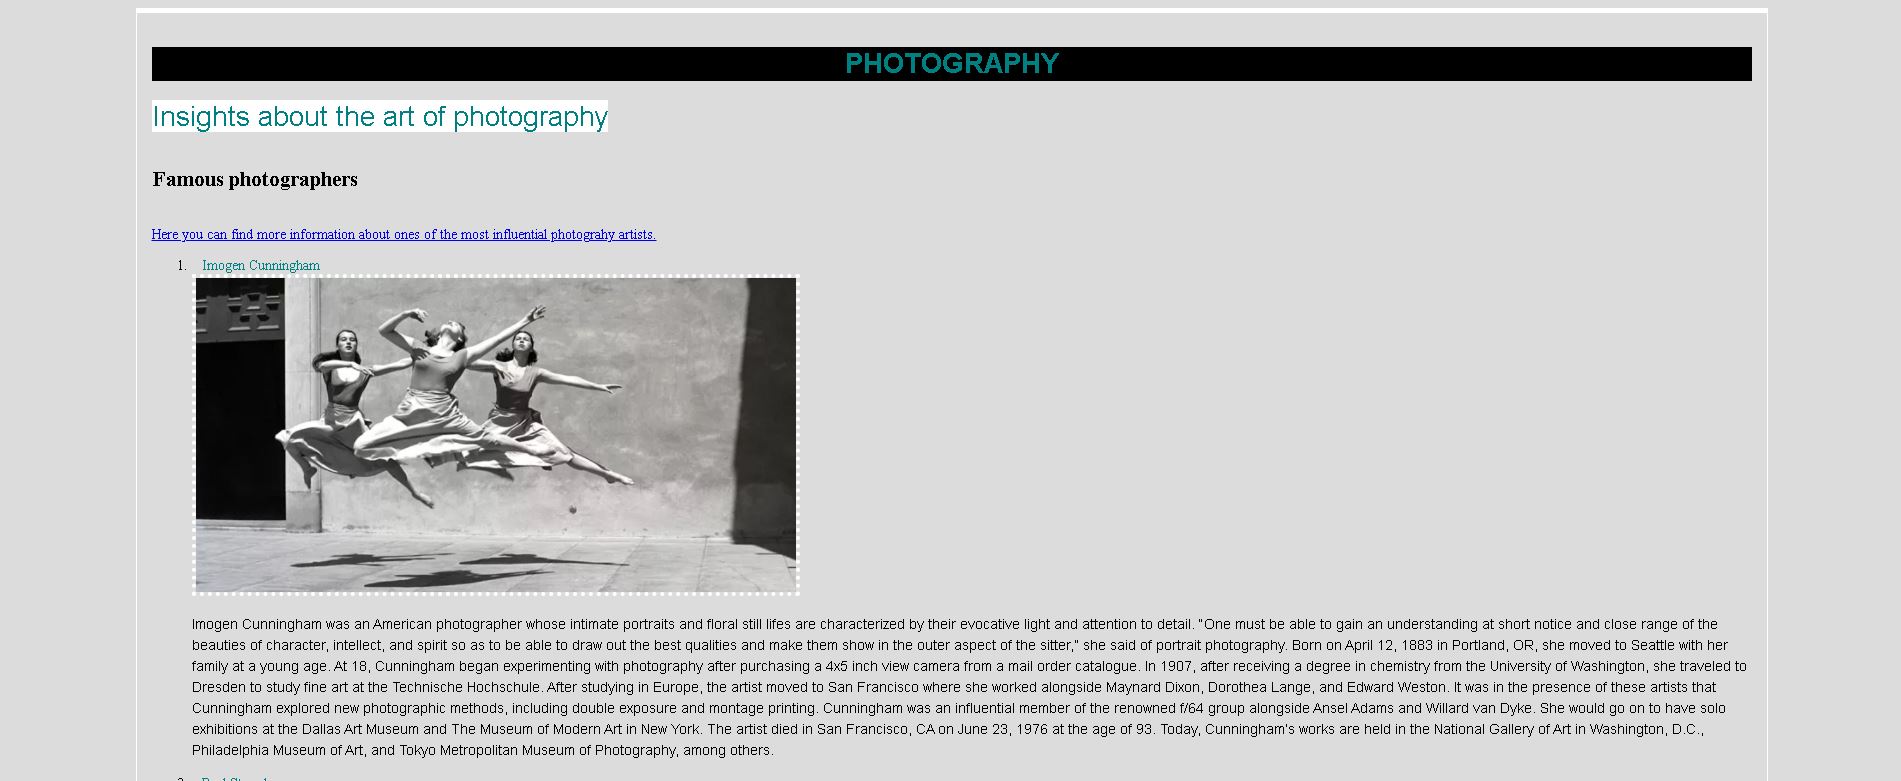 PHOTOGRAPHY
Insights about the art of photography
Famous photographers
Here you can find more information about ones of the most influential photograhy artists.
1. Imogen Cunningham
Imogen Cunningham was an American photographer whose intimate portraits and floral still lifes are characterized by their evocative light and attention to detail. “One must be able to gain an understanding at short notice and close range of the
beauties of character, intellect, and spirit so as to be able to draw out the best qualities and make them show in the outer aspect of the sitter,” she said of portrait photography. Born on April 12, 1883 in Portland, OR, she moved to Seattle with her
family at a young age. At 18, Cunningham began experimenting with photography after purchasing a 4x5 inch view camera from a mail order catalogue. In 1907, after receiving a degree in chemistry from the University of Washington, she traveled to
Dresden to study fine art at the Technische Hochschule. After studying in Europe, the artist moved to San Francisco where she worked alongside Maynard Dixon, Dorothea Lange, and Edward Weston. It was in the presence of these artists that
Cunningham explored new photographic methods, including double exposure and montage printing. Cunningham was an influential member of the renowned f/64 group alongside Ansel Adams and Willard van Dyke. She would go on to have solo
exhibitions at the Dallas Art Museum and The Museum of Modern Art in New York. The artist died in San Francisco, CA on June 23, 1976 at the age of 93. Today, Cunningham’s works are held in the National Gallery of Art in Washington, D.C.,
Philadelphia Museum of Art, and Tokyo Metropolitan Museum of Photography, among others.